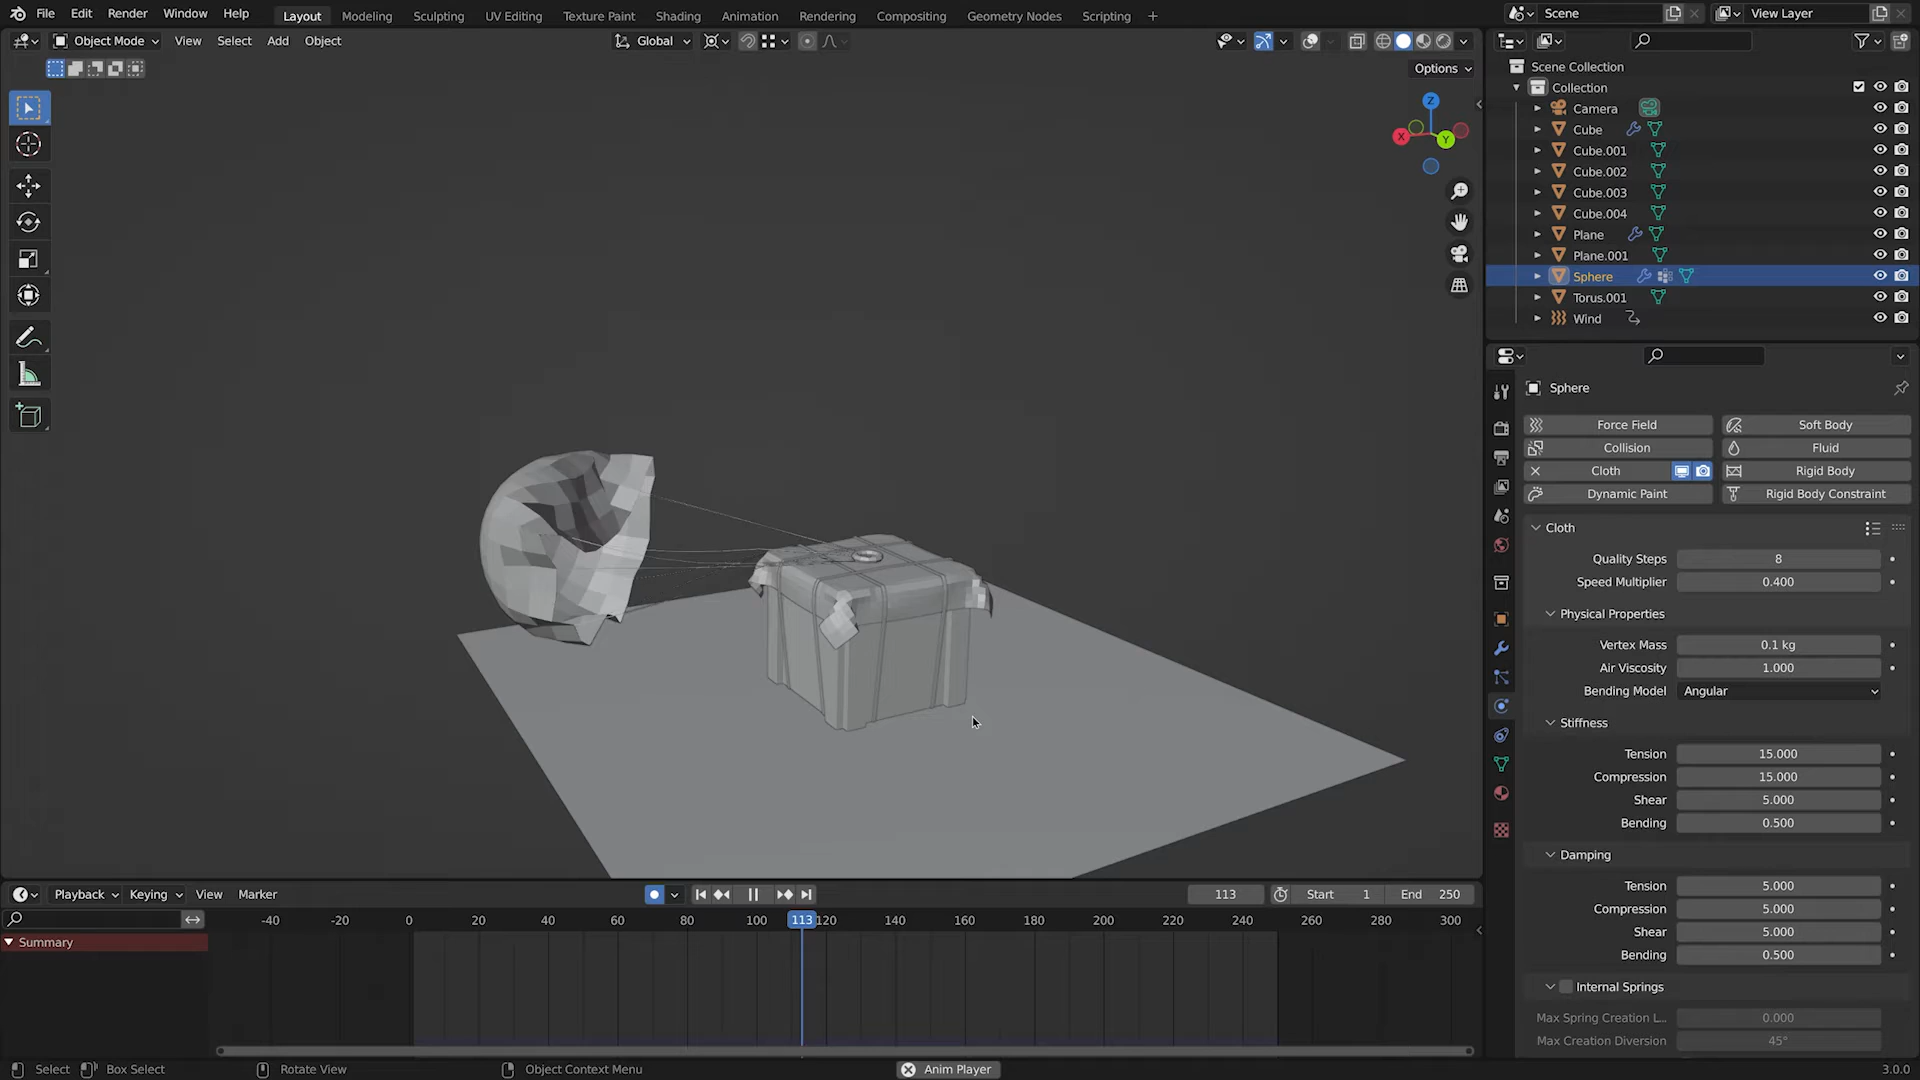 File Edit Render Window Help Layout Modeling Sculpting UV Editing Texture Paint Shading Animation Rendering Compositing Geometry Nodes Scripting + Scene View Layer
Object Mode View Select Add Object Global
Options
Z
X
Y
Scene Collection
Collection
Camera
Cube
Cube.001
Cube.002
Cube.003
Cube.004
Plane
Plane.001
Sphere
Torus.001
Wind
Sphere
Force Field Soft Body
Collision Fluid
Cloth Rigid Body
Dynamic Paint Rigid Body Constraint
Cloth
Quality Steps 8
Speed Multiplier 0.400
Physical Properties
Vertex Mass 0.1 kg
Air Viscosity 1.000
Bending Model Angular
Stiffness
Tension 15.000
Compression 15.000
Shear 5.000
Bending 0.500
Damping
Tension 5.000
Compression 5.000
Shear 5.000
Bending 0.500
Internal Springs
Max Spring Creation L... 0.000
Max Creation Diversion 45°
Playback Keying View Marker 113 Start 1 End 250
-40 -20 0 20 40 60 80 100 113 120 140 160 180 200 220 240 260 280 300
Summary
Select Box Select Rotate View Object Context Menu Anim Player 3.0.0